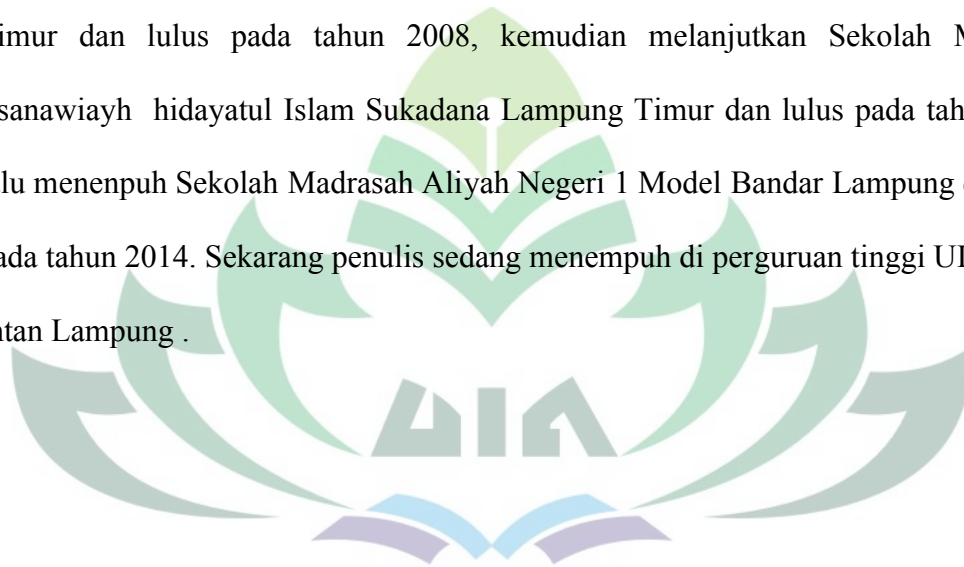 imur dan lulus pada tahun 2008, kemudian melanjutkan Sekolah
sanawiayh hidayatul Islam Sukadana Lampung Timur dan lulus pada tah
lu menenpuh Sekolah Madrasah Aliyah Negeri 1 Model Bandar Lampung
ada tahun 2014. Sekarang penulis sedang menempuh di perguruan tinggi
ntan Lampung .
UIN